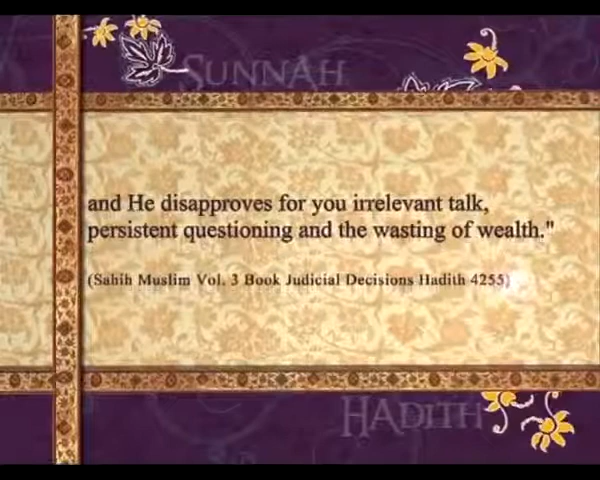 SUNNAH
and He disapproves for you irrelevant talk,
persistent questioning and the wasting of wealth."
(Sahih Muslim Vol. 3 Book Judicial Decisions Hadith 4255)
HADITH